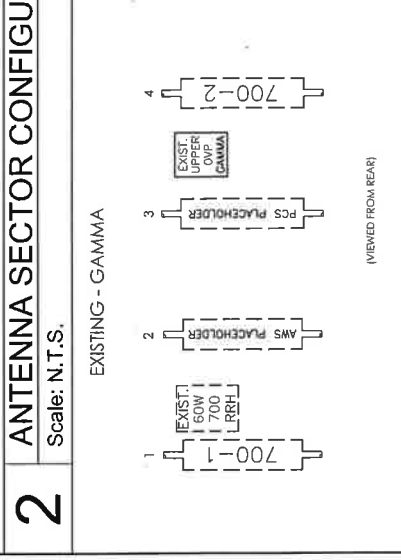 2
ANTENNA SECTOR CONFIGU
Scale: N.T.S.
EXISTING - GAMMA
1
2
3
4
700-1
EXIST.
60W
700
RRH
AWS PLACEHOLDER
PCS PLACEHOLDER
EXIST.
UPPER
OVP
GAMMA
700-2
(VIEWED FROM REAR)